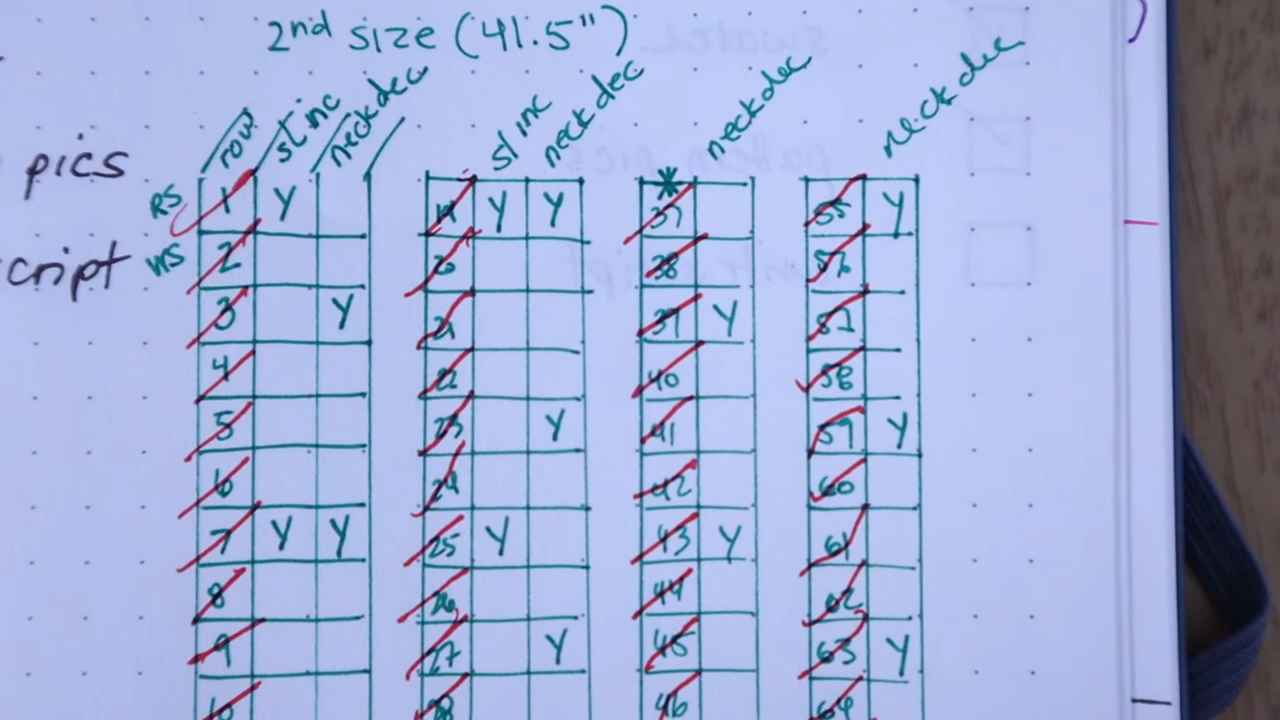 2nd size (41.5")
pics
cript
row st inc neck dec
st inc neck dec
neck dec
neck dec
RS 1 Y
WS 2
3 Y
4
5
6
7 Y Y
8
9
10
19 Y Y
20
21
22
23 Y
24
25 Y
26
27 Y
28
*
37
38
39 Y
40
41
42
43 Y
44
45
46
55 Y
56
57
58
59 Y
60
61
62
63 Y
64